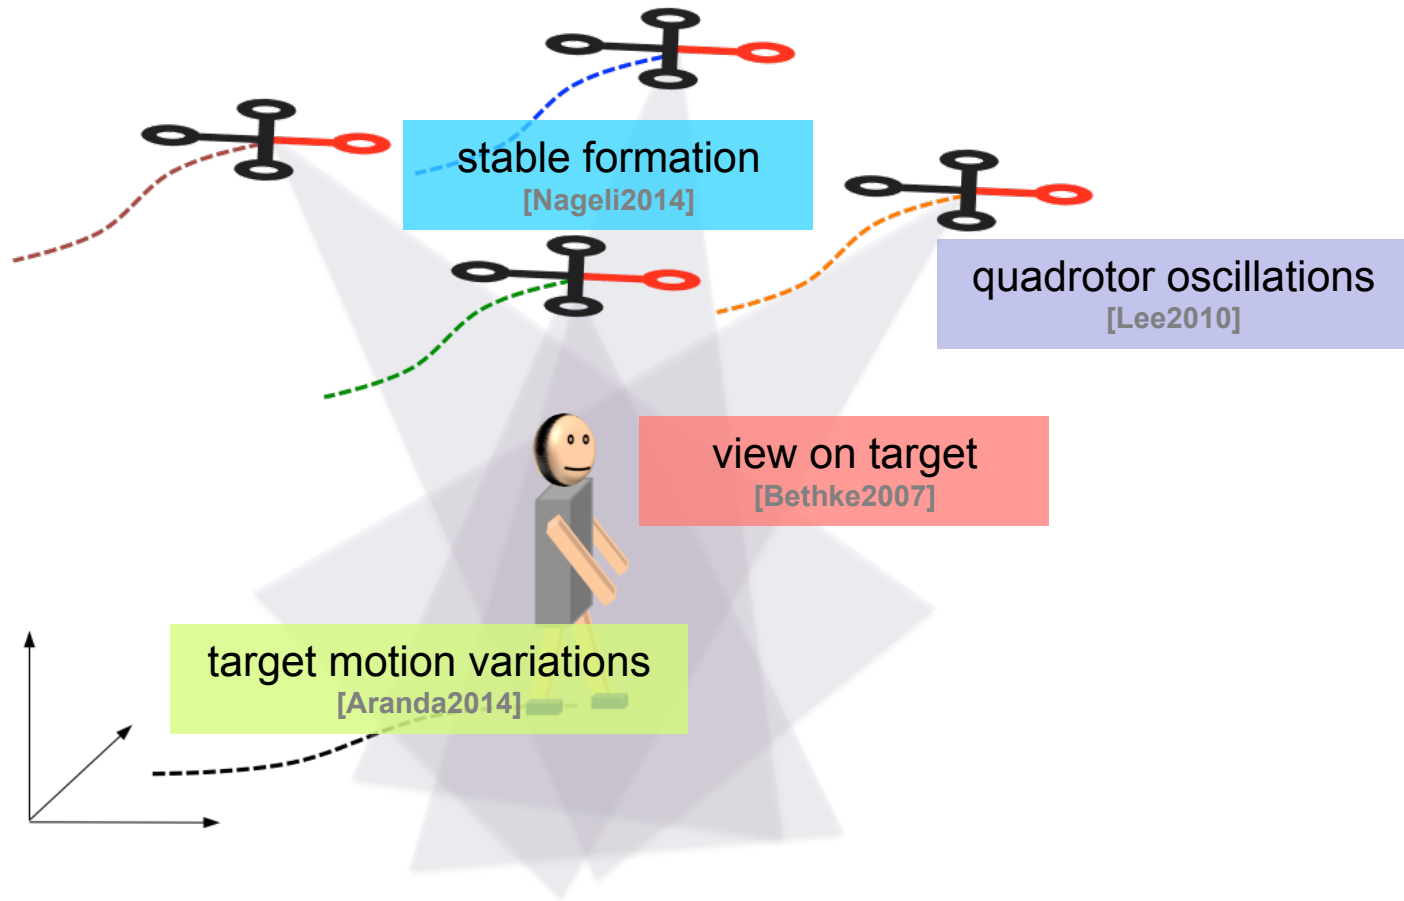 stable formation
[Nageli2014]
quadrotor oscillations
[Lee2010]
view on target
[Bethke2007]
target motion variations
[Aranda2014]